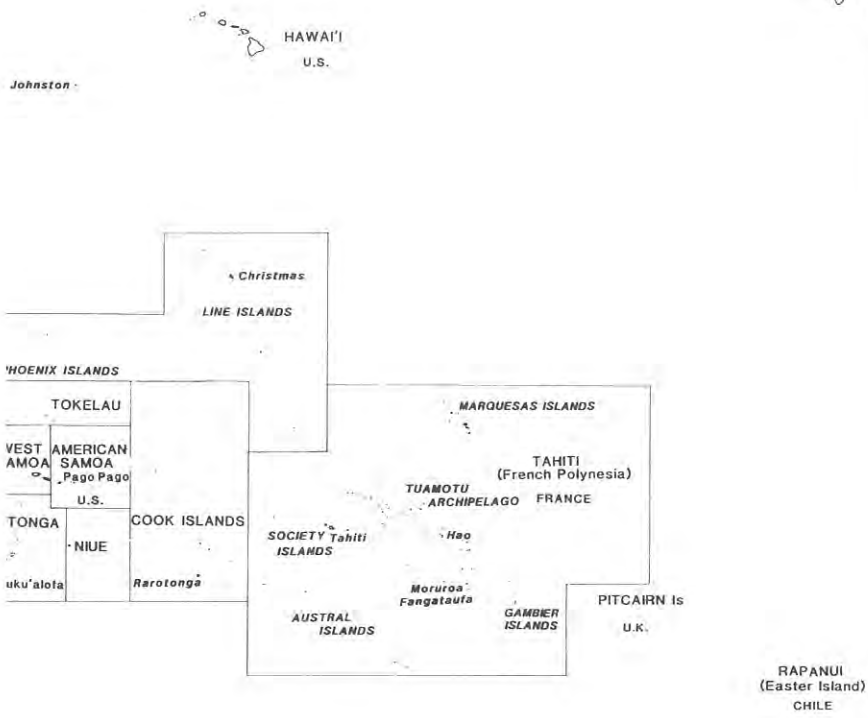 HAWAI'I
U.S.
Johnston
Christmas
LINE ISLANDS
HOENIX ISLANDS
TOKELAU
MARQUESAS ISLANDS
VEST
AMOA
AMERICAN
SAMOA
Pago Pago
U.S.
TAHITI
(French Polynesia)
FRANCE
TUAMOTU
ARCHIPELAGO
TONGA
COOK ISLANDS
SOCIETY
ISLANDS
Tahiti
Hao
NIUE
uku'alofa
Rarotonga
Moruroa
Fangataufa
GAMBIER
ISLANDS
PITCAIRN Is
U.K.
AUSTRAL
ISLANDS
RAPANUI
(Easter Island)
CHILE